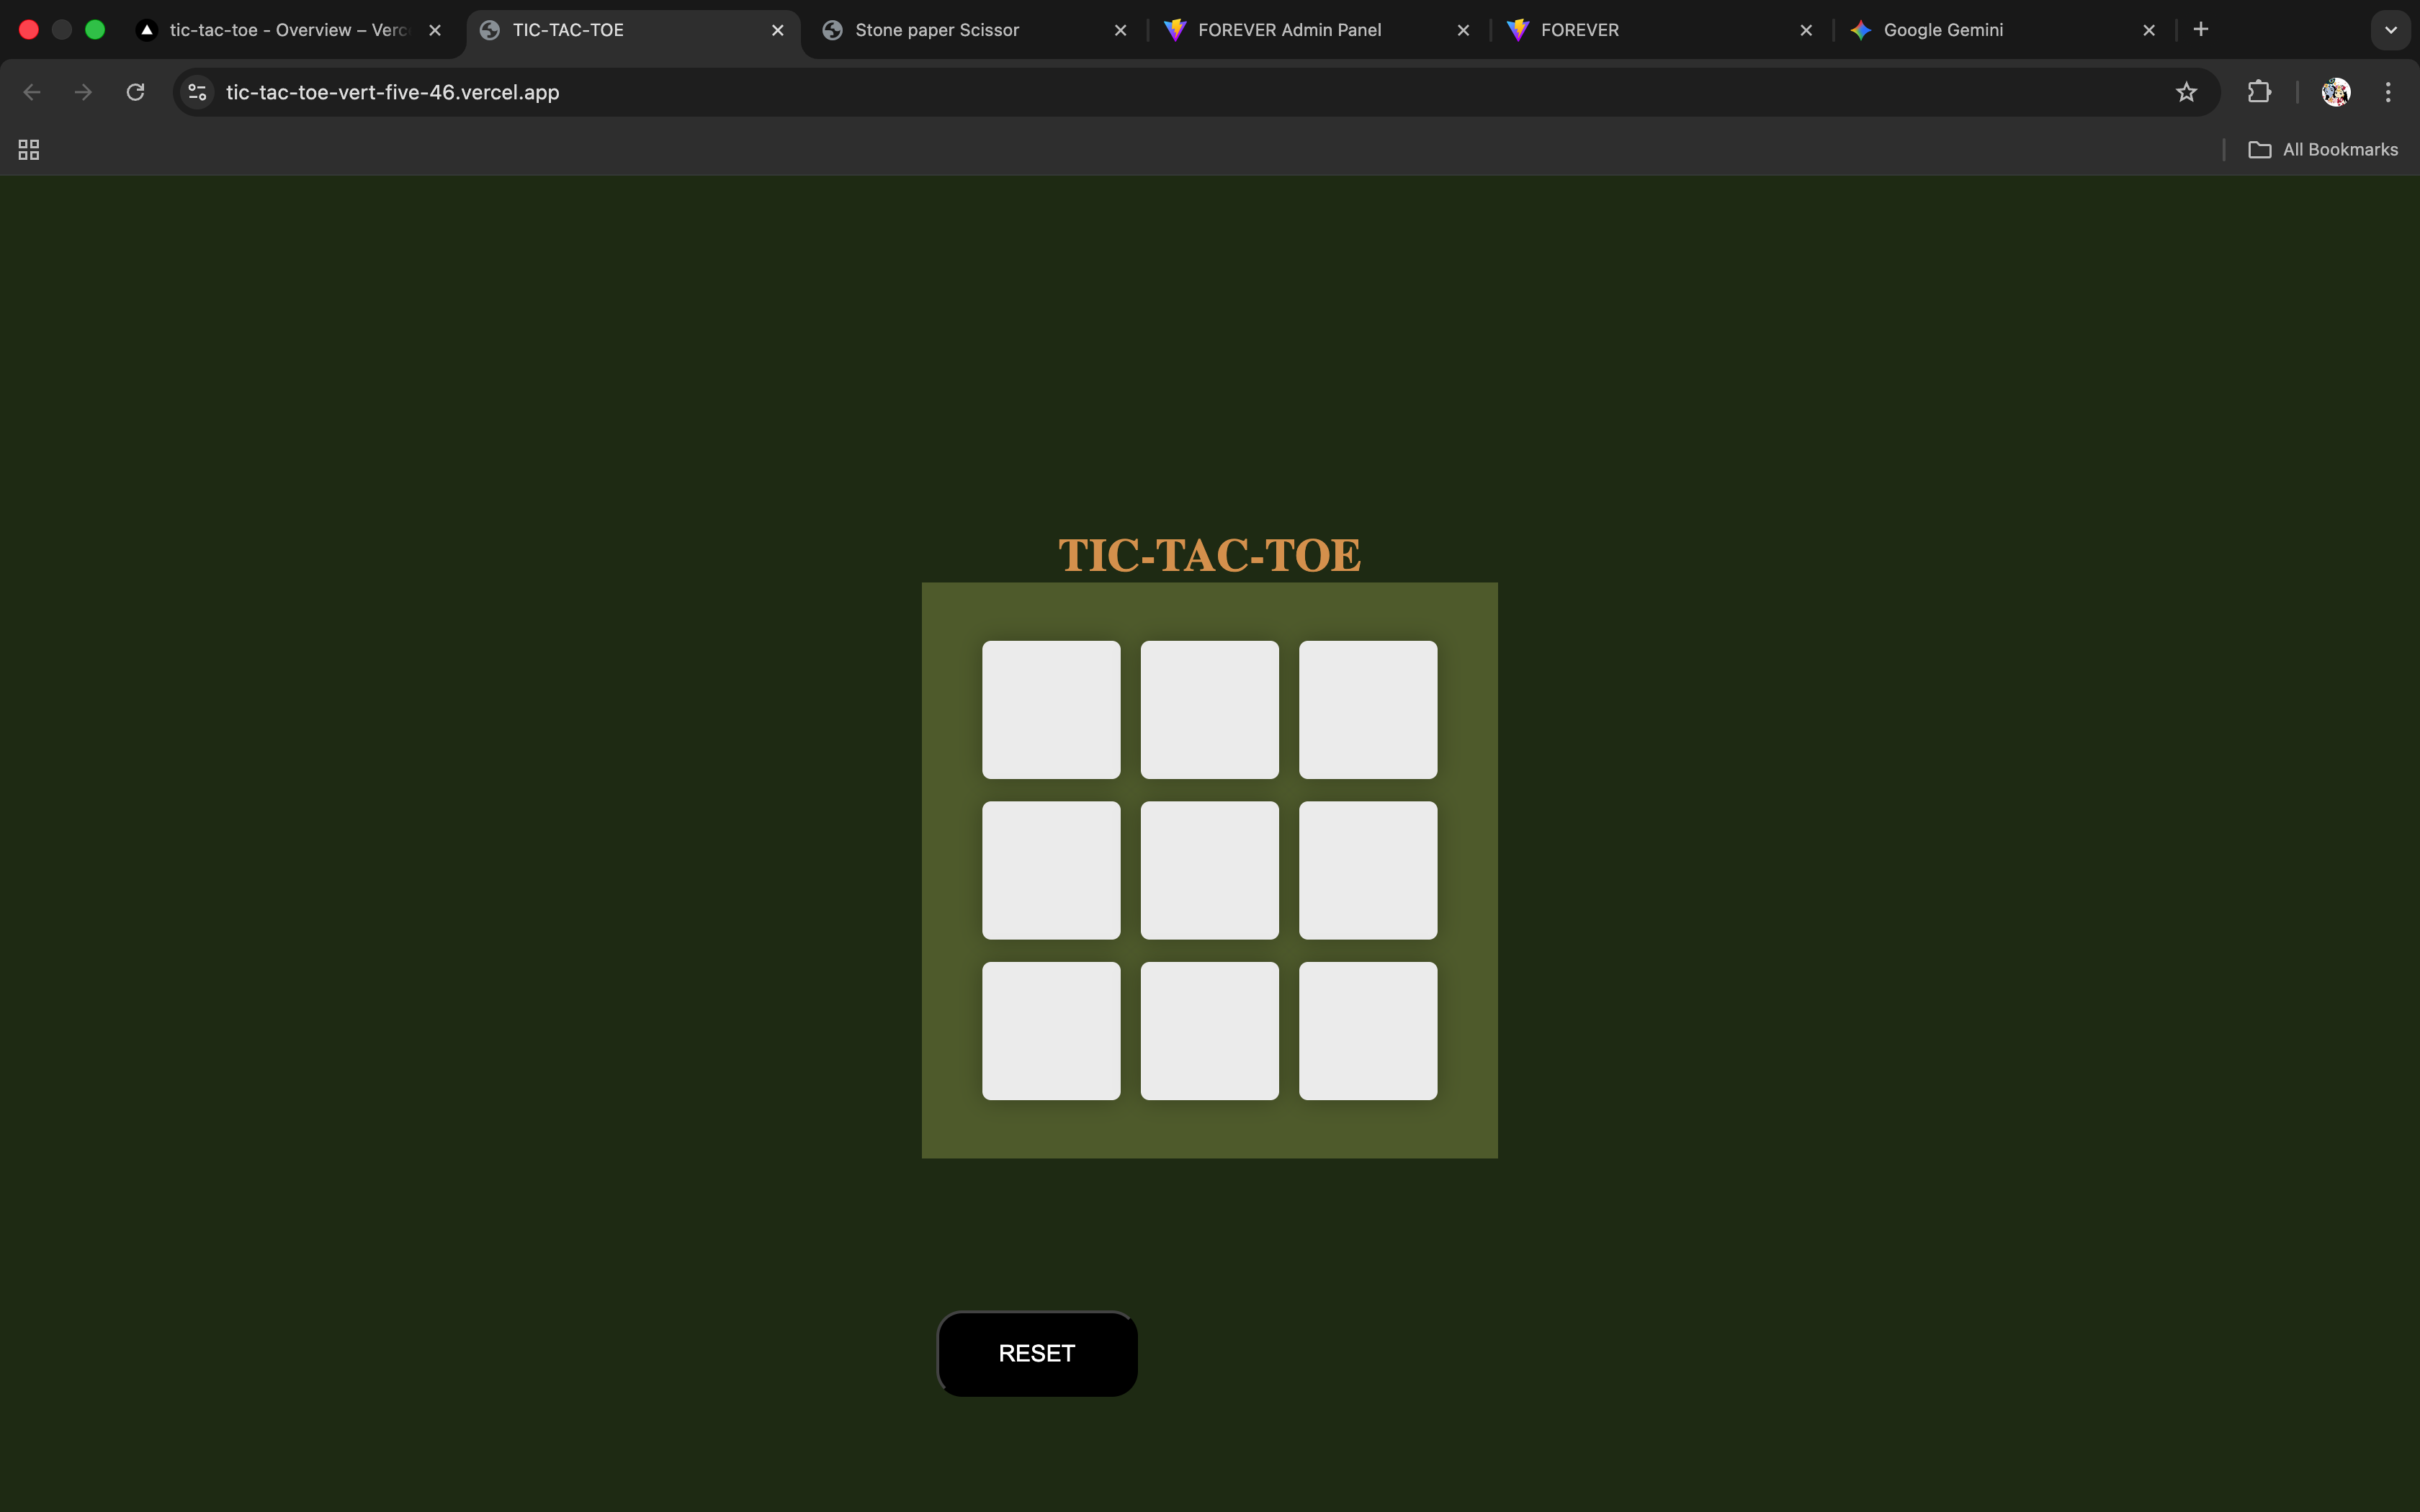 tic-tac-toe - Overview – Verc
TIC-TAC-TOE
Stone paper Scissor
FOREVER Admin Panel
FOREVER
Google Gemini
tic-tac-toe-vert-five-46.vercel.app
All Bookmarks
TIC-TAC-TOE
RESET